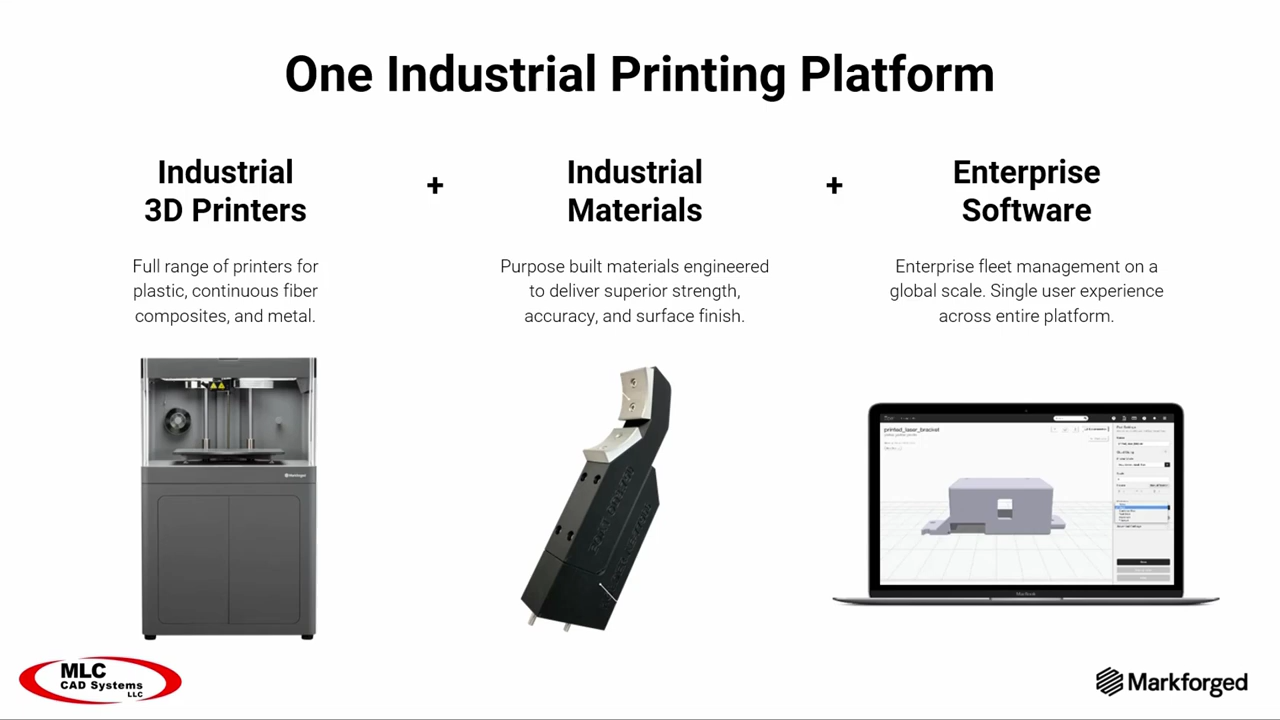 One Industrial Printing Platform
Industrial
3D Printers
+
Industrial
Materials
+
Enterprise
Software
Full range of printers for
plastic, continuous fiber
composites, and metal.
Purpose built materials engineered
to deliver superior strength,
accuracy, and surface finish.
Enterprise fleet management on a
global scale. Single user experience
across entire platform.
Markforged
printed_laser_bracket
MacBook
MLC
CAD Systems
LLC
Markforged